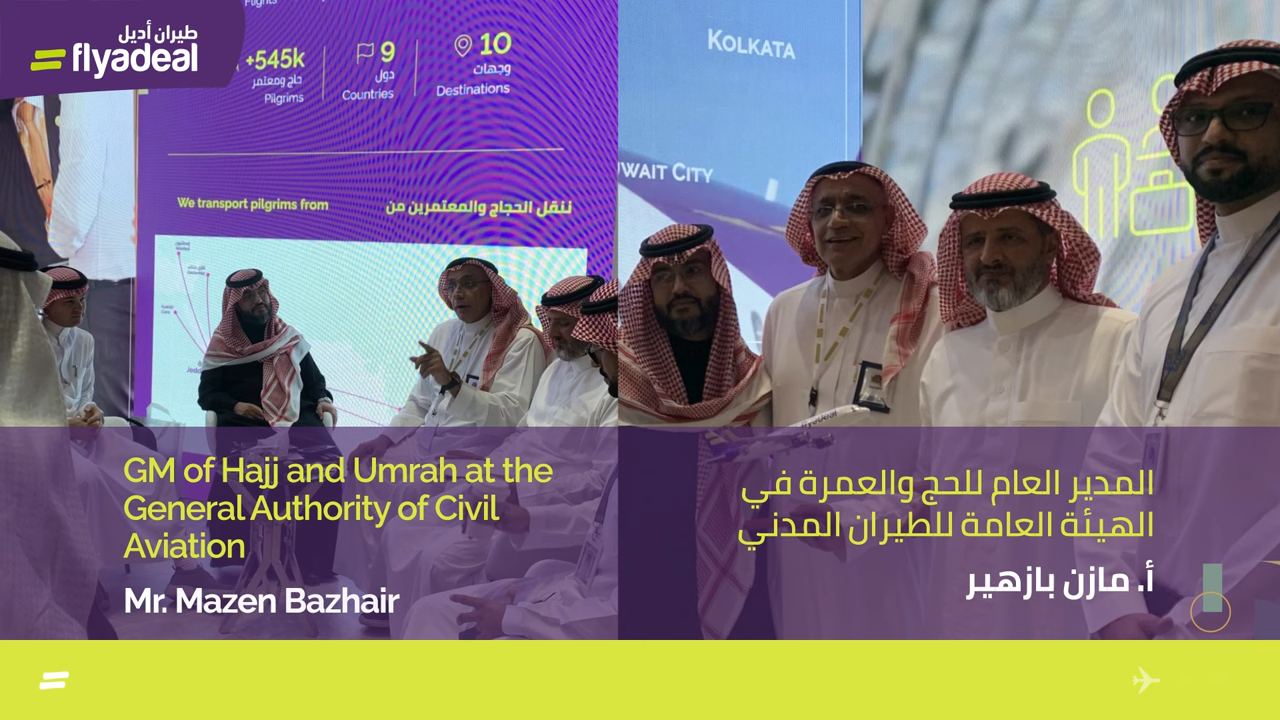 طيران أديل
flyadeal
+545k
حاج ومعتمر
Pilgrims
9
دول
Countries
10
وجهات
Destinations
We transport pilgrims from
ننقل الحجاج والمعتمرين من
KOLKATA
WAIT CITY
flyadeal
GM of Hajj and Umrah at the
General Authority of Civil
Aviation
Mr. Mazen Bazhair
المدير العام للحج والعمرة في
الهيئة العامة للطيران المدني
أ. مازن بازهير